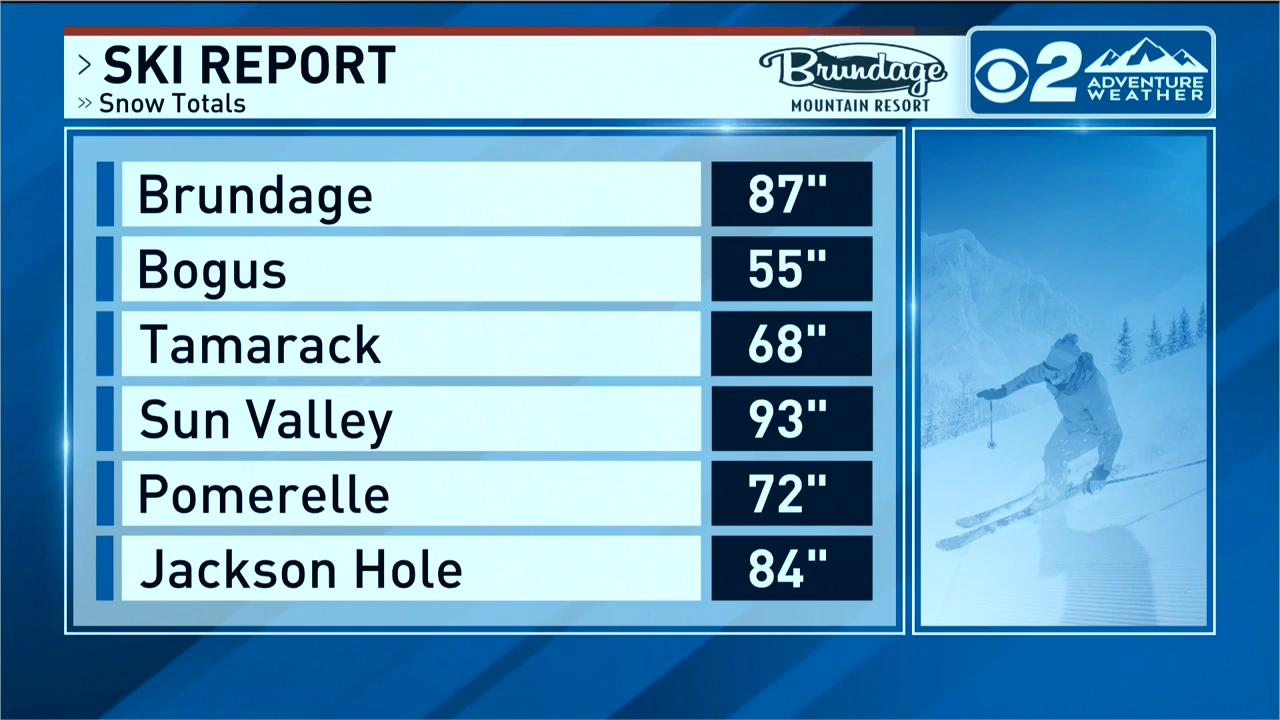 > SKI REPORT
» Snow Totals
Brundage
MOUNTAIN RESORT
2
ADVENTURE
WEATHER
Brundage 87"
Bogus 55"
Tamarack 68"
Sun Valley 93"
Pomerelle 72"
Jackson Hole 84"